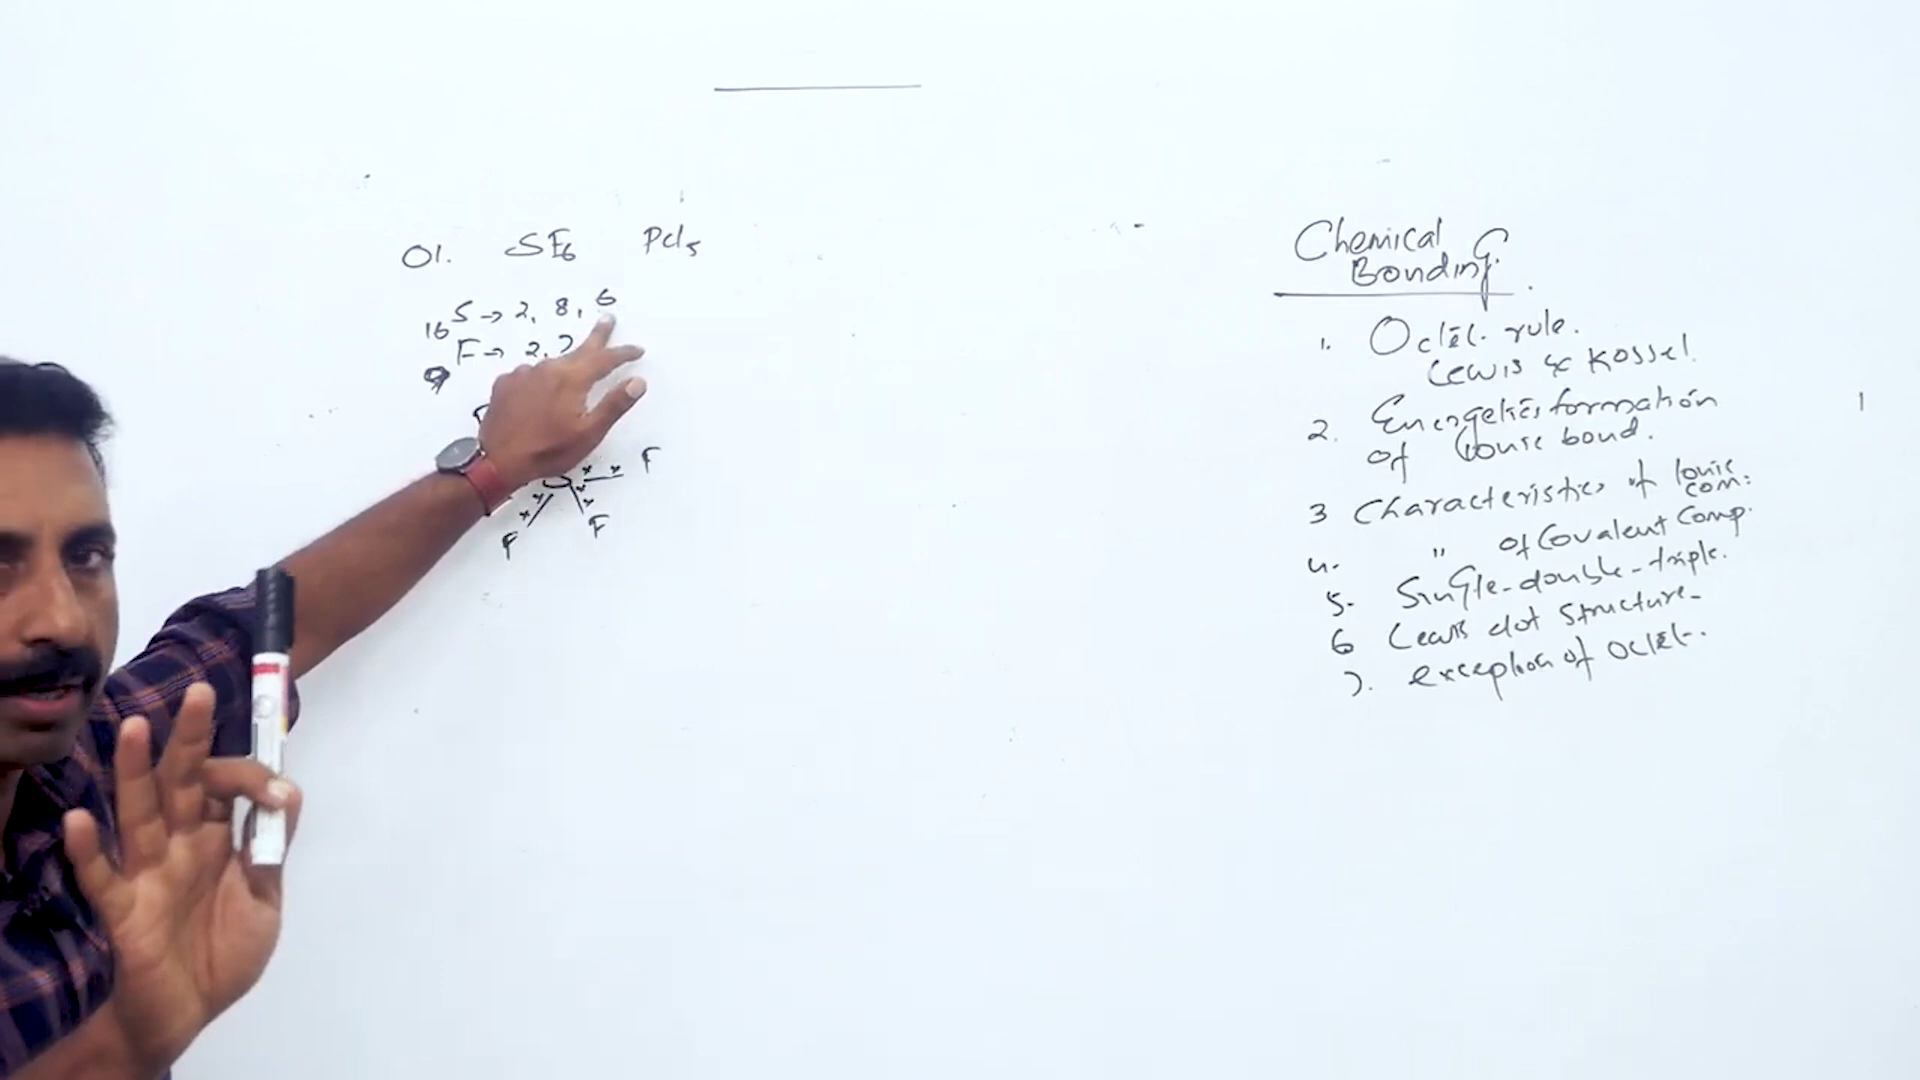 01. SF6 PCl5
16 S → 2, 8, 6
9 F → 2, 7
F
F
F
Chemical
Bonding.
1. Octet rule.
Lewis & Kossel
2. Energetics formation
of Ionic bond.
3 Characteristics of Ionic
com:
4. " of Covalent Comp.
5. Single-double-triple.
6 Lewis dot structure-
7. exception of octet.